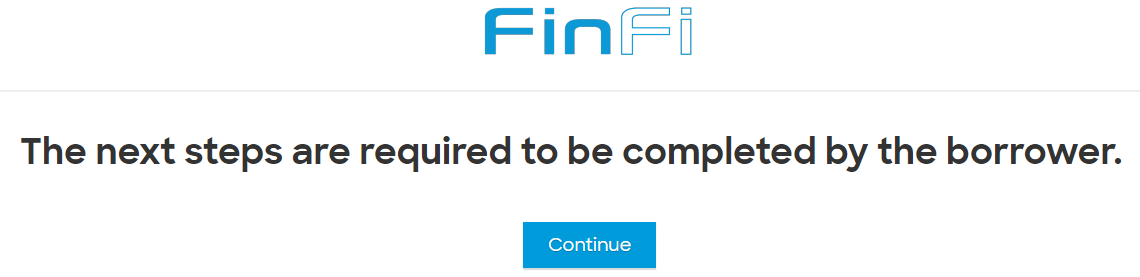 FinFi
The next steps are required to be completed by the borrower.
Continue